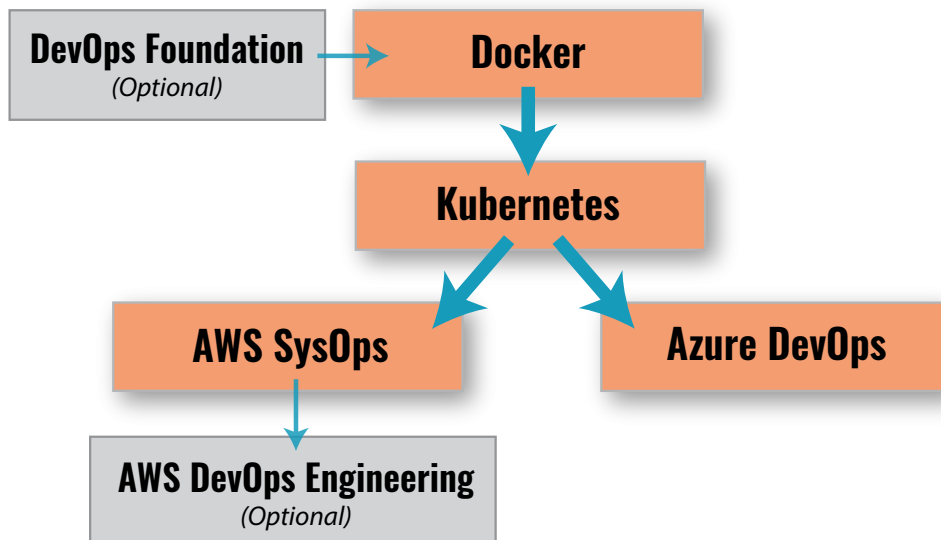 DevOps Foundation
(Optional)
Docker
Kubernetes
AWS SysOps
Azure DevOps
AWS DevOps Engineering
(Optional)